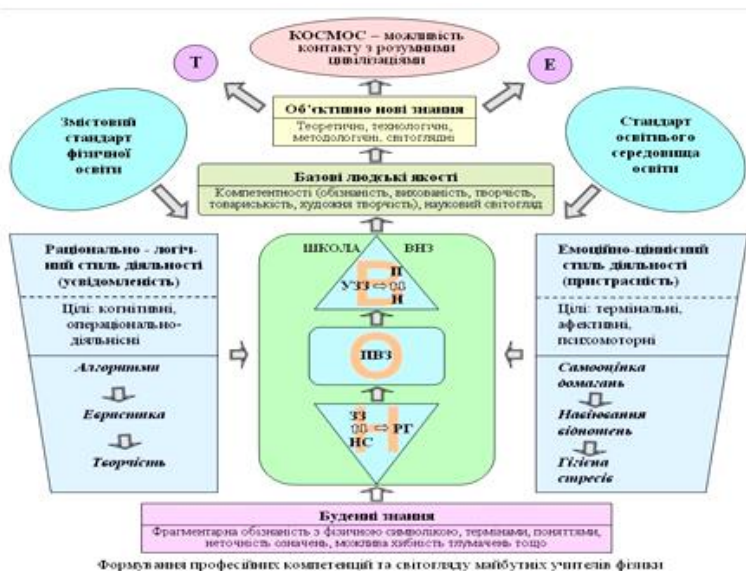 КОСМОС – можливість
контакту з розумними
цивілізаціями
Т
Е
Об'єктивно нові знання
Теоретичні, технологічні,
методологічні, світоглядні
Змістовий
стандарт
фізичної
освіти
Стандарт
освітнього
середовища
освіти
Базові людські якості
Компетентності (обізнаність, вихованість, творчість,
товариськість, художня творчість), науковий світогляд
Раціонально - логіч-
ний стиль діяльності
(усвідомленість)
Цілі: когнітивні,
операціонально-
діяльнісні
Алгоритми
Евристика
Творчість
ШКОЛА ВНЗ
В
П
УЗЗ
Н
О
ПВЗ
Н
ЗЗ
РГ
НС
Емоційно-ціннісний
стиль діяльності
(пристрасність)
Цілі: термінальні,
афективні,
психомоторні
Самооцінка
домагань
Навіювання
відношень
Гігієна
стресів
Буденні знання
Фрагментарна обізнаність з фізичною символікою, термінами, поняттями,
неточність означень, можлива хибність тлумачень тощо
Формування професійних компетенцій та світогляду майбутніх учителів фізики